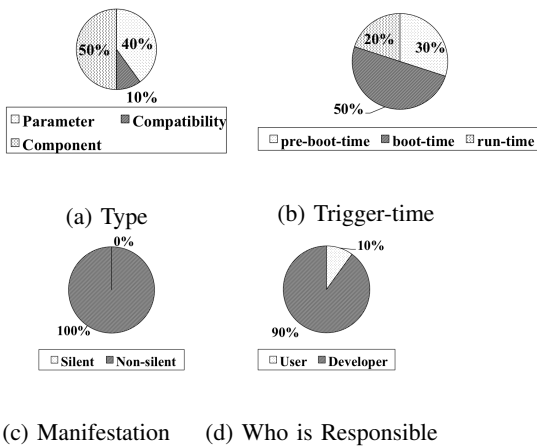 50%
40%
10%
Parameter
Compatibility
Component
(a) Type
20%
30%
50%
pre-boot-time
boot-time
run-time
(b) Trigger-time
0%
100%
Silent
Non-silent
(c) Manifestation
10%
90%
User
Developer
(d) Who is Responsible